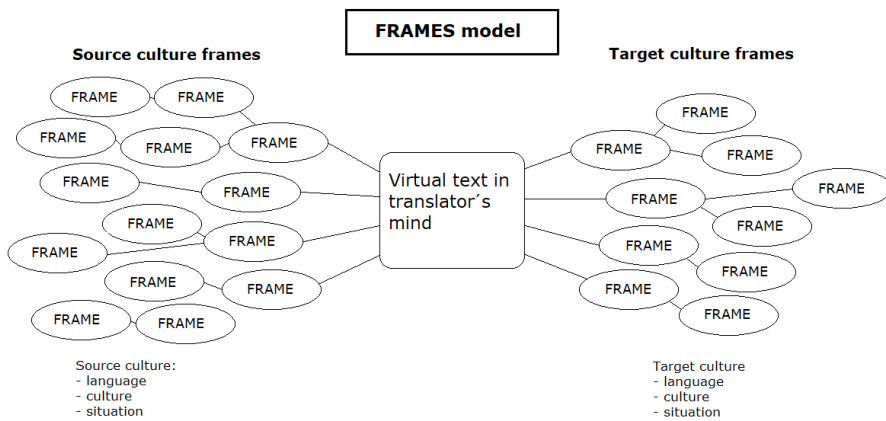 FRAMES model
Source culture frames
Target culture frames
FRAME
FRAME
FRAME
FRAME
FRAME
FRAME
FRAME
FRAME
FRAME
FRAME
FRAME
FRAME
FRAME
FRAME
Virtual text in
translator´s
mind
FRAME
FRAME
FRAME
FRAME
FRAME
FRAME
FRAME
FRAME
FRAME
FRAME
Source culture:
- language
- culture
- situation
Target culture
- language
- culture
- situation